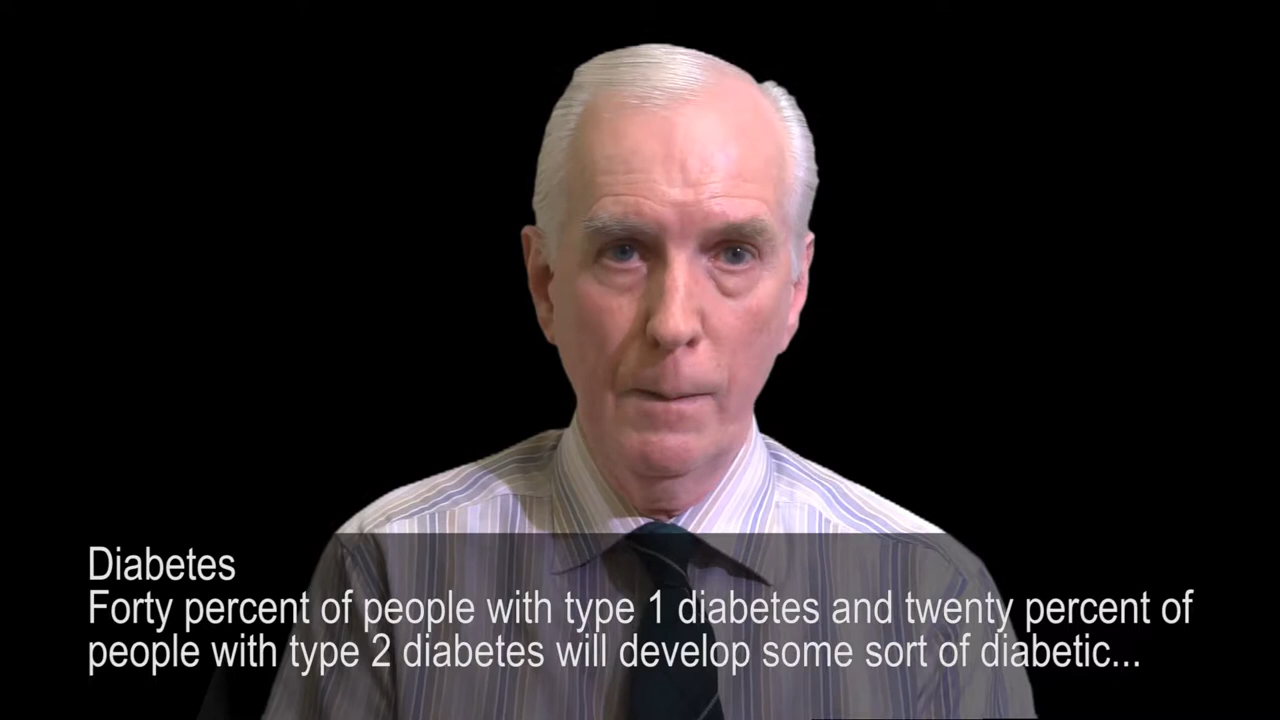 Diabetes
Forty percent of people with type 1 diabetes and twenty percent of
people with type 2 diabetes will develop some sort of diabetic...